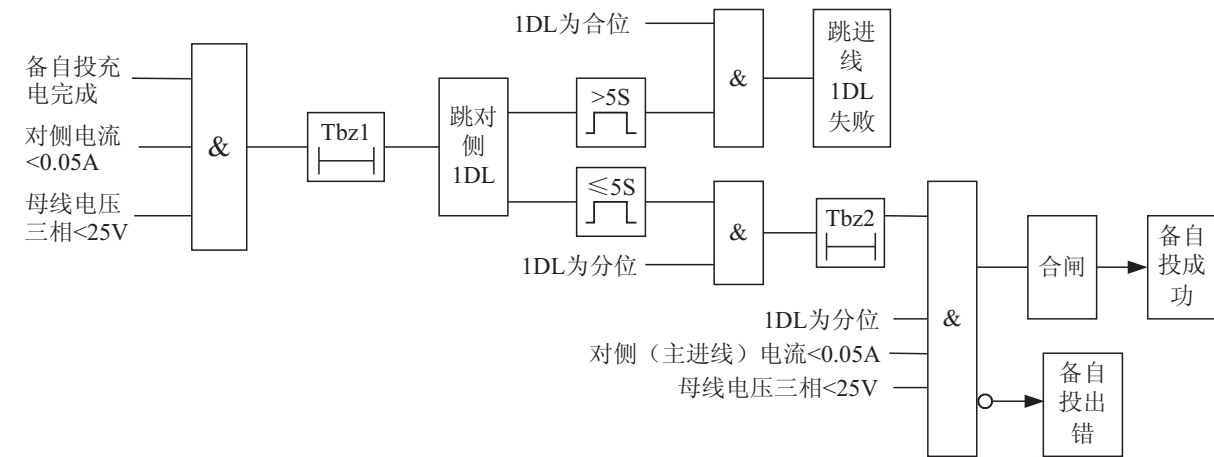 备自投充
电完成
对侧电流
<0.05A
母线电压
三相<25V
&
Tbz1
跳对
侧
1DL
>5S
≤5S
1DL为合位
&
跳进
线
1DL
失败
1DL为分位
&
Tbz2
1DL为分位
对侧（主进线）电流<0.05A
母线电压三相<25V
&
合闸
备自
投成
功
备自
投出
错